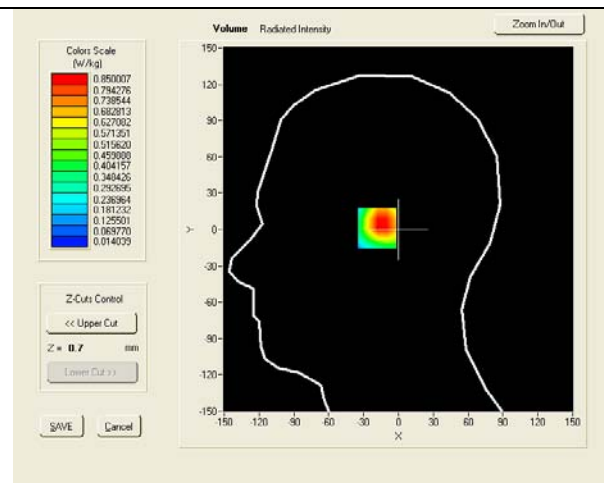 Volume Radiated Intensity
Zoom In/Out
Colors Scale
(W/kg)
0.850007
0.794276
0.738544
0.682813
0.627082
0.571351
0.515620
0.459888
0.404157
0.348426
0.292695
0.236964
0.181232
0.125501
0.069770
0.014039
Z-Cuts Control
<< Upper Cut
Z = 0.7 mm
Lower Cut >>
SAVE Cancel
150
120
90
60
30
0
-30
-60
-90
-120
-150
Y
-150 -120 -90 -60 -30 0 30 60 90 120 150
X